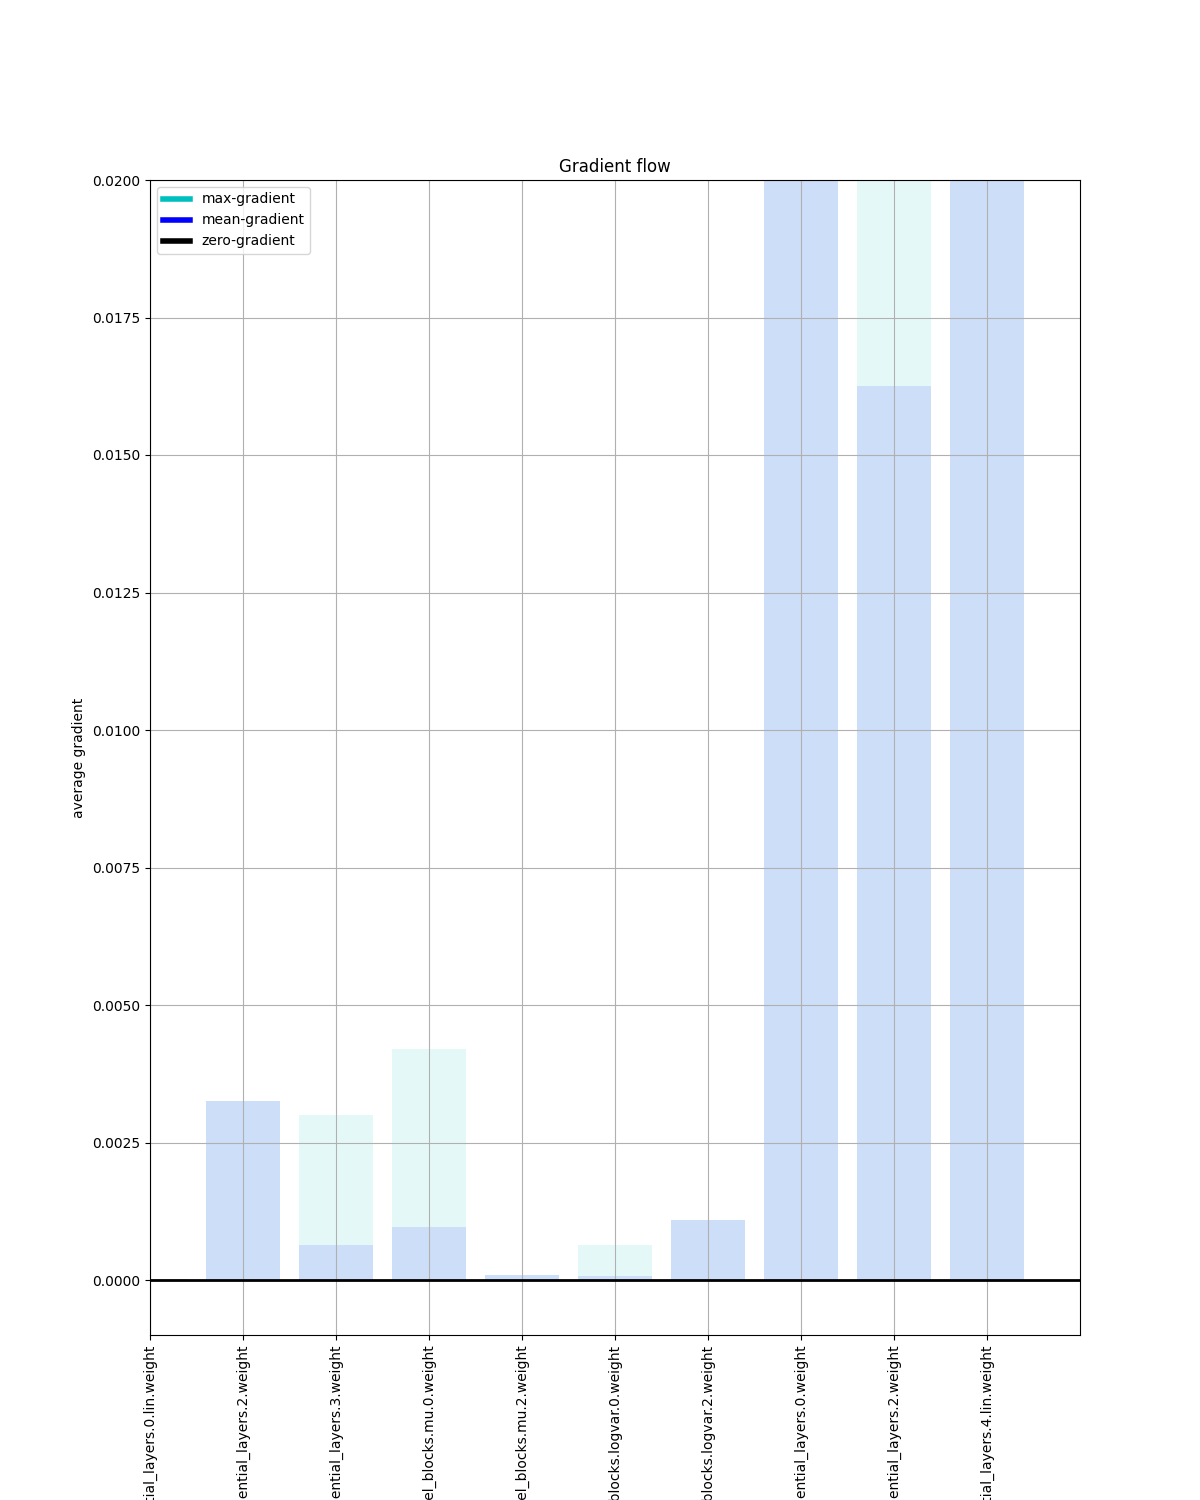 Gradient flow
max-gradient
mean-gradient
zero-gradient
0.0200
0.0175
0.0150
0.0125
0.0100
0.0075
0.0050
0.0025
0.0000
average gradient
tial_layers.0.lin.weight
ential_layers.2.weight
ential_layers.3.weight
el_blocks.mu.0.weight
el_blocks.mu.2.weight
blocks.logvar.0.weight
blocks.logvar.2.weight
ential_layers.0.weight
ential_layers.2.weight
tial_layers.4.lin.weight